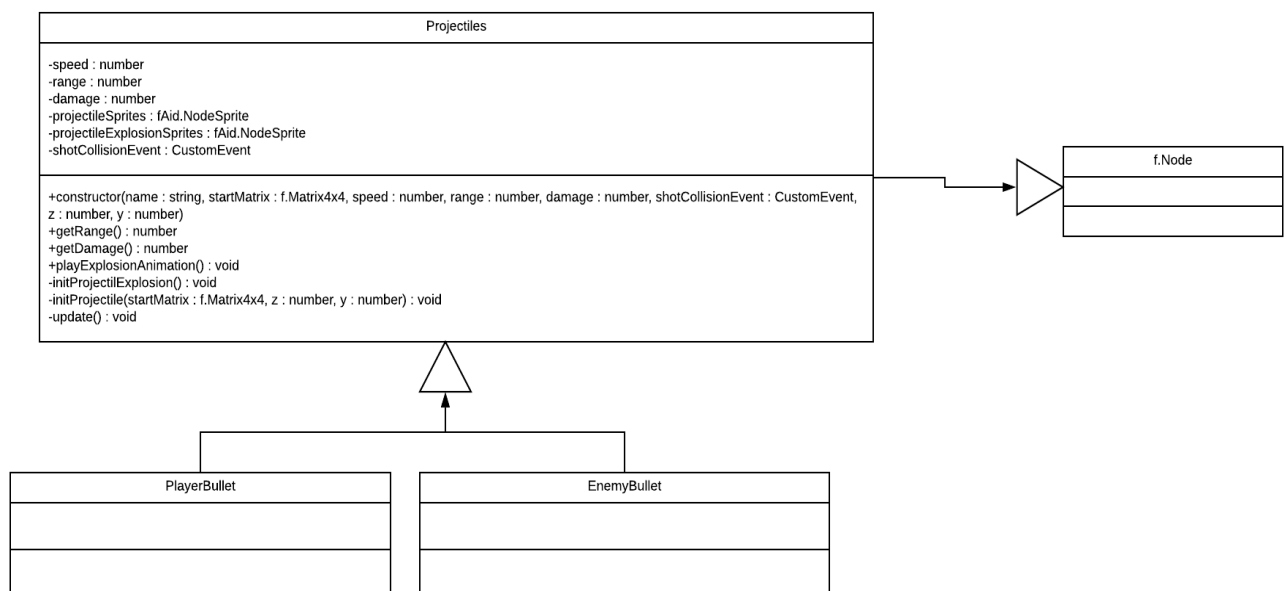 Projectiles
-speed : number
-range : number
-damage : number
-projectileSprites : fAid.NodeSprite
-projectileExplosionSprites : fAid.NodeSprite
-shotCollisionEvent : CustomEvent
+constructor(name : string, startMatrix : f.Matrix4x4, speed : number, range : number, damage : number, shotCollisionEvent : CustomEvent,
z : number, y : number)
+getRange() : number
+getDamage() : number
+playExplosionAnimation() : void
-initProjectilExplosion() : void
-initProjectile(startMatrix : f.Matrix4x4, z : number, y : number) : void
-update() : void
f.Node
PlayerBullet
EnemyBullet